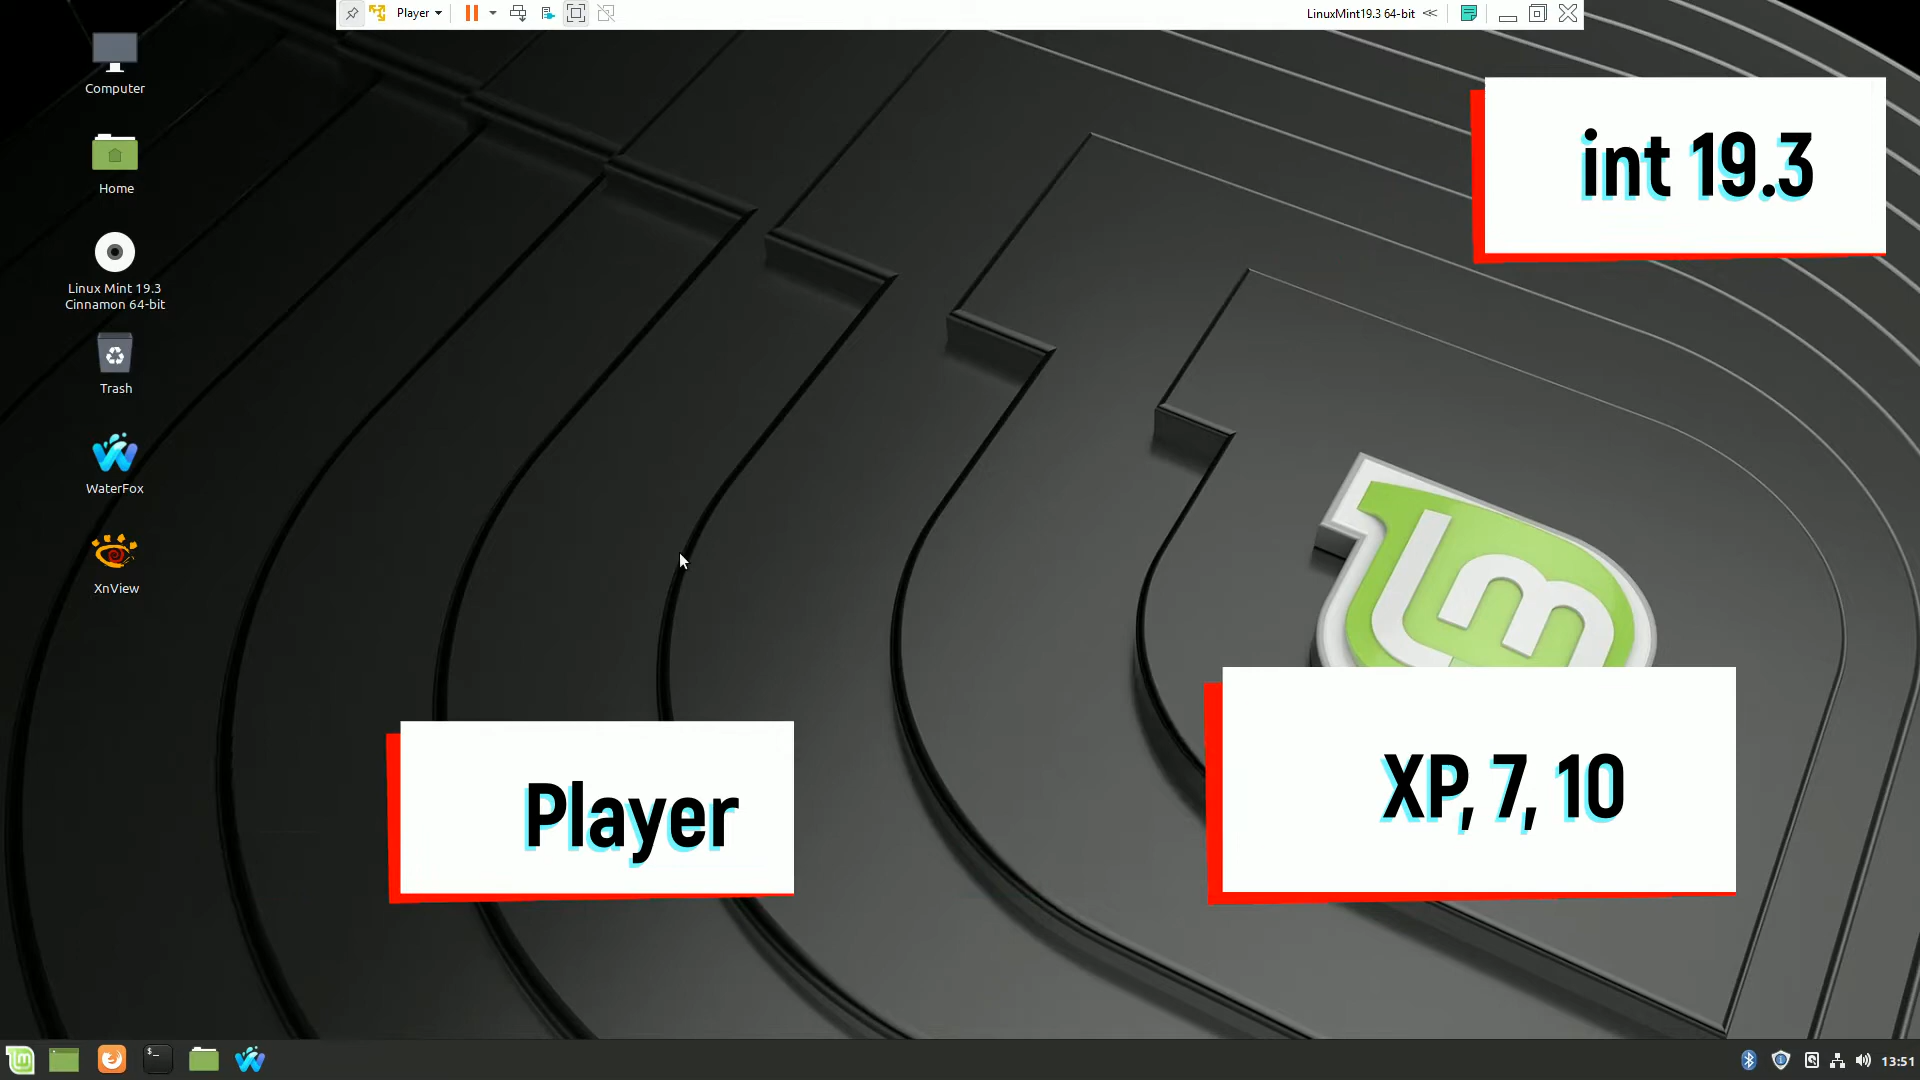 Player
LinuxMint19.3 64-bit
Computer
int 19.3
Home
Linux Mint 19.3
Cinnamon 64-bit
Trash
WaterFox
XnView
Player
XP, 7, 10
13:51